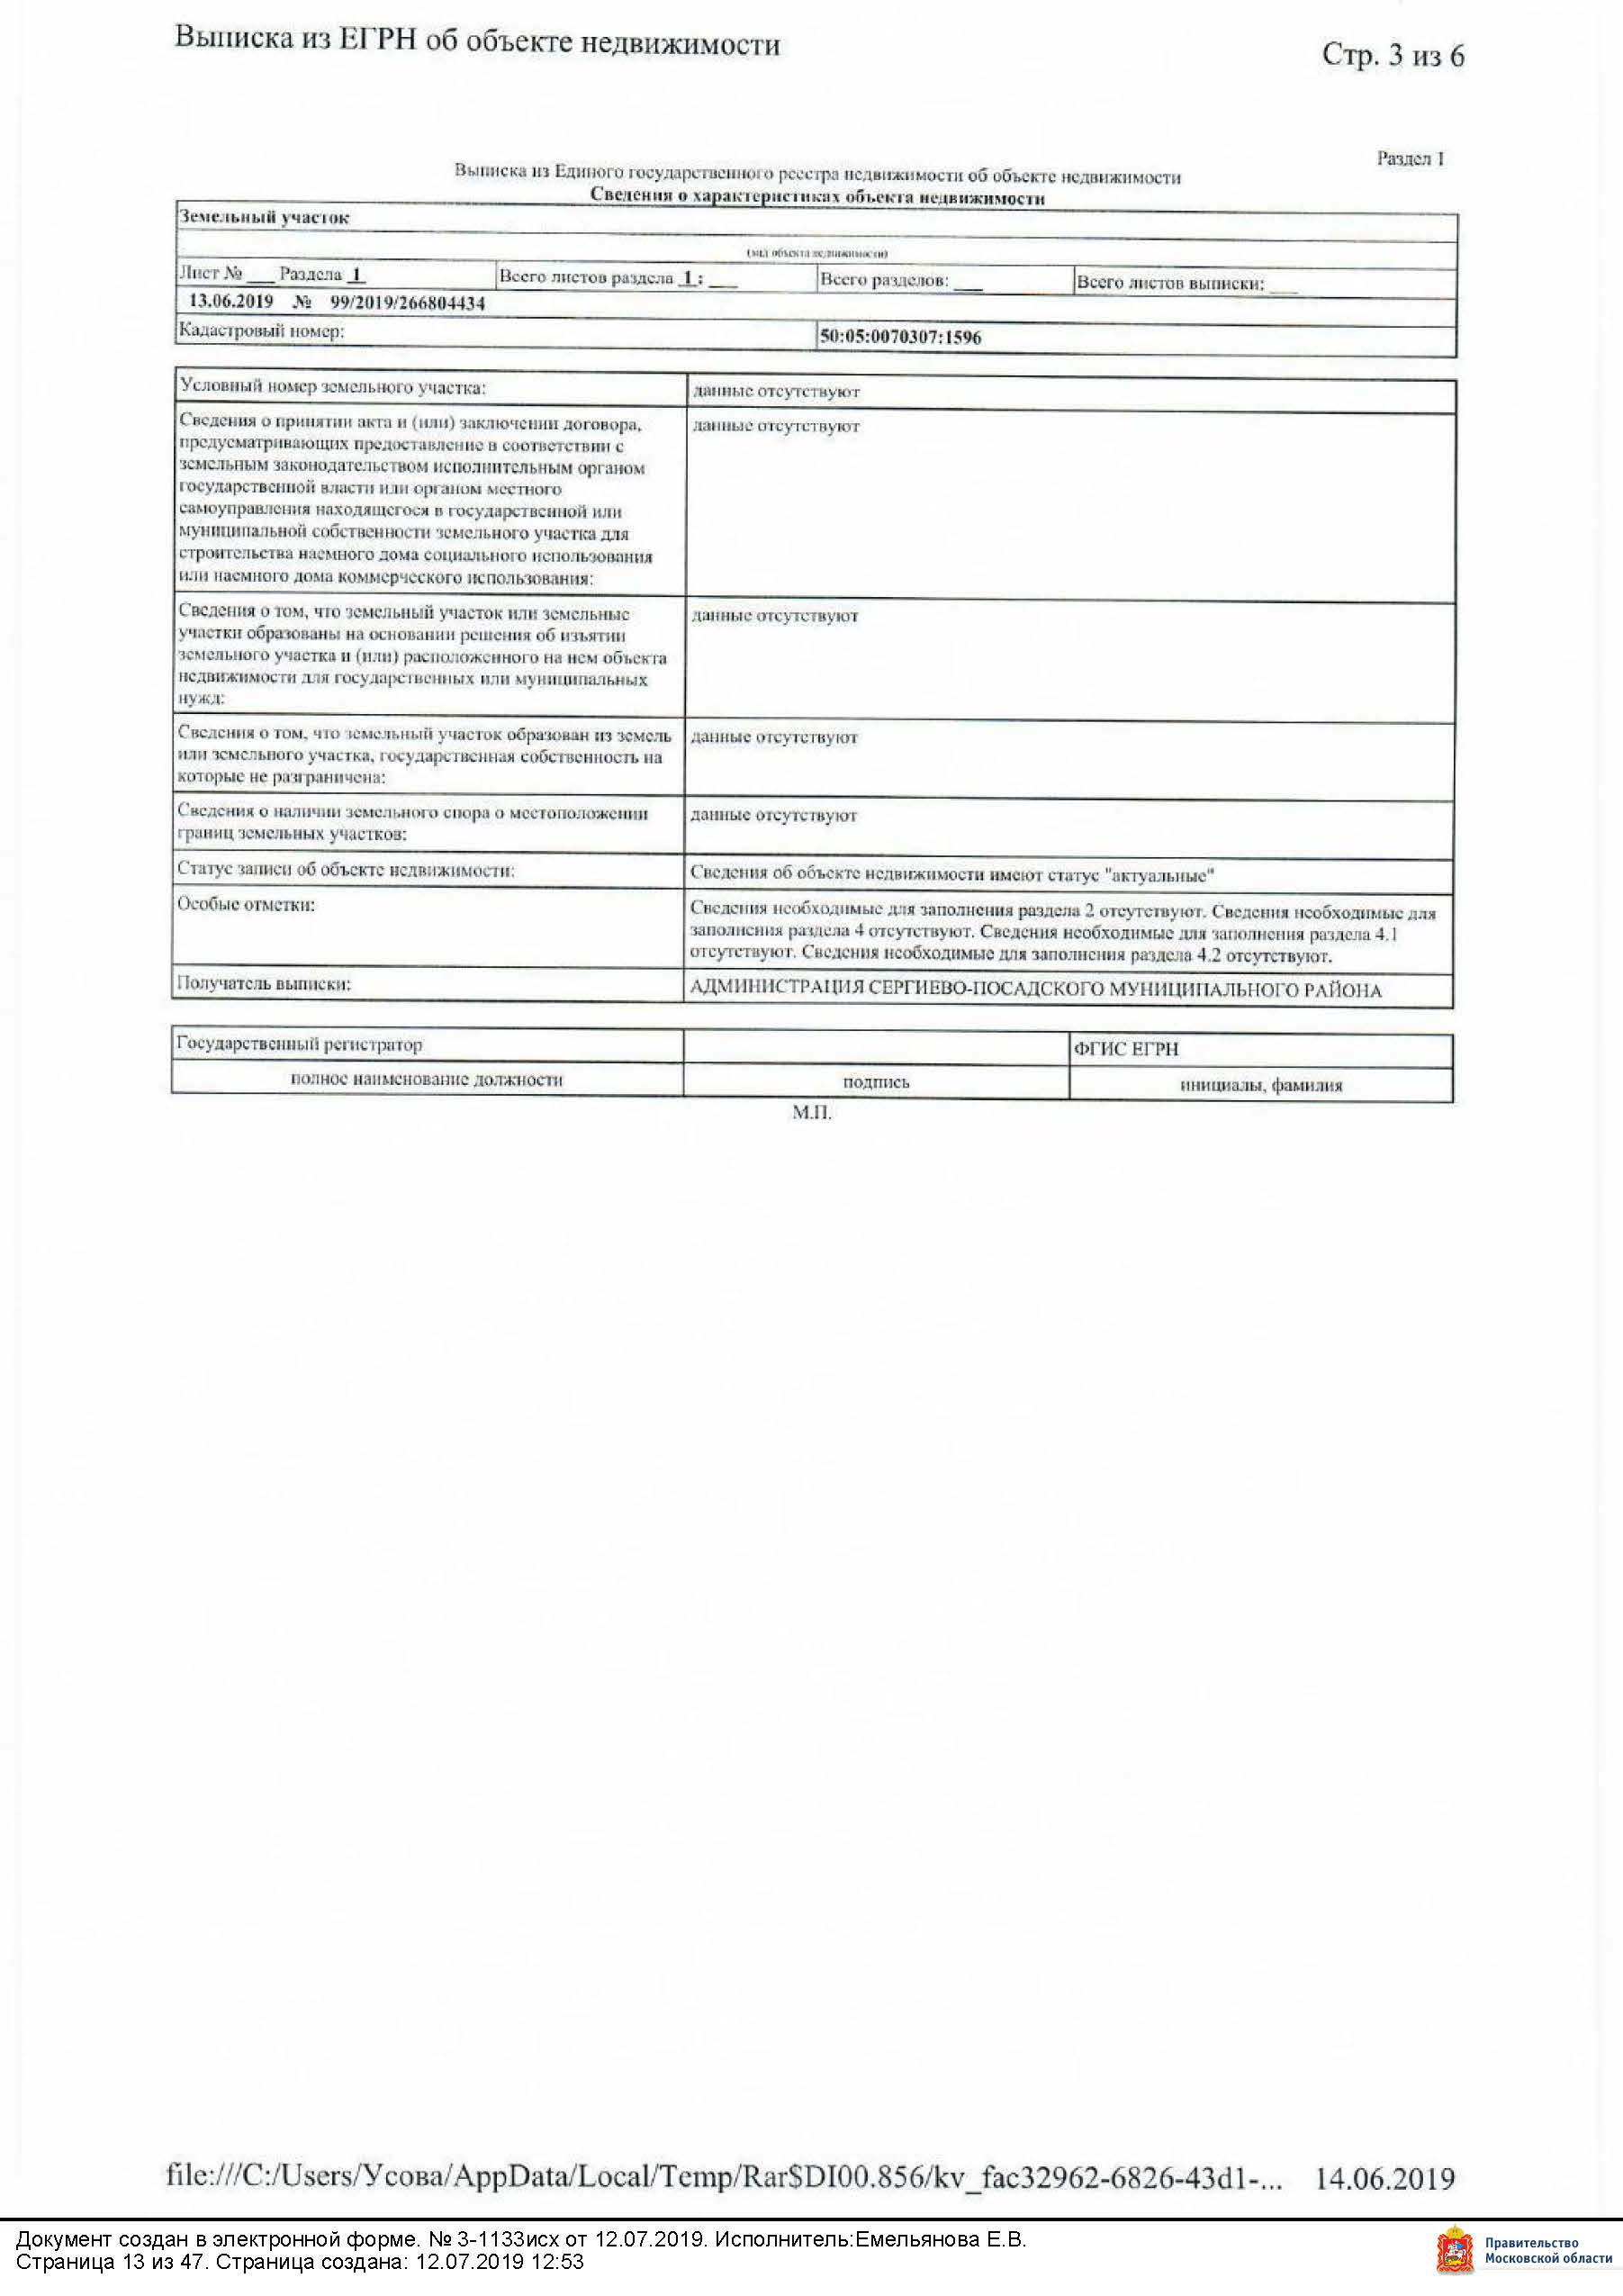 Выписка из ЕГРН об объекте недвижимости
Стр. 3 из 6
Раздел 1
Выписка из Единого государственного реестра недвижимости об объекте недвижимости
Сведения о характеристиках объекта недвижимости
Земельный участок
(вид объекта недвижимости)
Лист № ___ Раздела 1 Всего листов раздела 1 : ___ Всего разделов: ___ Всего листов выписки: ___
13.06.2019 № 99/2019/266804434
Кадастровый номер: 50:05:0070307:1596
Условный номер земельного участка: данные отсутствуют
Сведения о принятии акта и (или) заключении договора, данные отсутствуют
предусматривающих предоставление в соответствии с
земельным законодательством исполнительным органом
государственной власти или органом местного
самоуправления находящегося в государственной или
муниципальной собственности земельного участка для
строительства наемного дома социального использования
или наемного дома коммерческого использования:
Сведения о том, что земельный участок или земельные данные отсутствуют
участки образованы на основании решения об изъятии
земельного участка и (или) расположенного на нем объекта
недвижимости для государственных или муниципальных
нужд:
Сведения о том, что земельный участок образован из земель данные отсутствуют
или земельного участка, государственная собственность на
которые не разграничена:
Сведения о наличии земельного спора о местоположении данные отсутствуют
границ земельных участков:
Статус записи об объекте недвижимости: Сведения об объекте недвижимости имеют статус "актуальные"
Особые отметки: Сведения необходимые для заполнения раздела 2 отсутствуют. Сведения необходимые для
заполнения раздела 4 отсутствуют. Сведения необходимые для заполнения раздела 4.1
отсутствуют. Сведения необходимые для заполнения раздела 4.2 отсутствуют.
Получатель выписки: АДМИНИСТРАЦИЯ СЕРГИЕВО-ПОСАДСКОГО МУНИЦИПАЛЬНОГО РАЙОНА
Государственный регистратор ФГИС ЕГРН
полное наименование должности подпись инициалы, фамилия
М.П.
file:///C:/Users/Усова/AppData/Local/Temp/Rar$DI00.856/kv_fac32962-6826-43d1-... 14.06.2019
Документ создан в электронной форме. № 3-1133исх от 12.07.2019. Исполнитель:Емельянова Е.В.
Страница 13 из 47. Страница создана: 12.07.2019 12:53
Правительство
Московской области